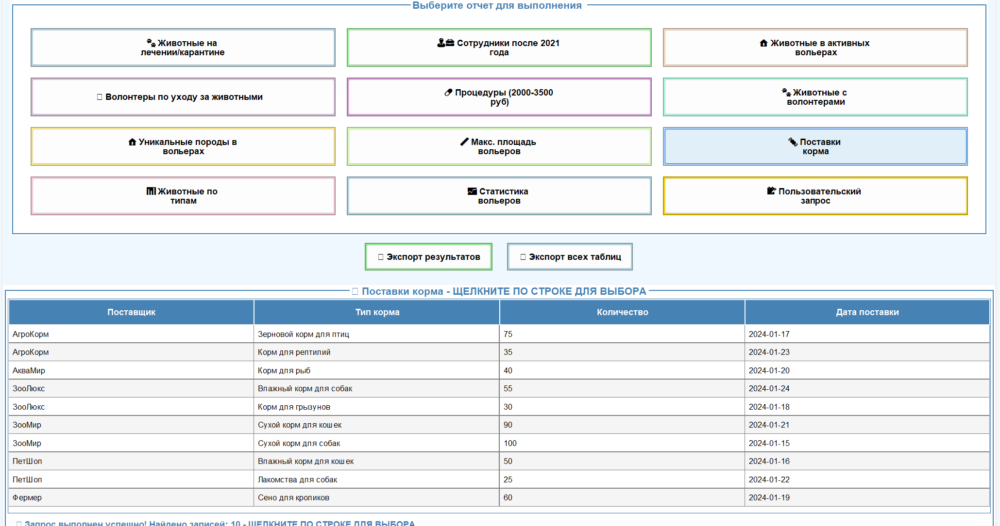 Выберите отчет для выполнения
Животные на
лечении/карантине
Сотрудники после 2021
года
Животные в активных
вольерах
Волонтеры по уходу за животными
Процедуры (2000-3500
руб)
Животные с
волонтерами
Уникальные породы в
вольерах
Макс. площадь
вольеров
Поставки
корма
Животные по
типам
Статистика
вольеров
Пользовательский
запрос
Экспорт результатов
Экспорт всех таблиц
Поставки корма - ЩЕЛКНИТЕ ПО СТРОКЕ ДЛЯ ВЫБОРА
Поставщик Тип корма Количество Дата поставки
АгроКорм Зерновой корм для птиц 75 2024-01-17
АгроКорм Корм для рептилий 35 2024-01-23
АкваМир Корм для рыб 40 2024-01-20
ЗооЛюкс Влажный корм для собак 55 2024-01-24
ЗооЛюкс Корм для грызунов 30 2024-01-18
ЗооМир Сухой корм для кошек 90 2024-01-21
ЗооМир Сухой корм для собак 100 2024-01-15
ПетШоп Влажный корм для кошек 50 2024-01-16
ПетШоп Лакомства для собак 25 2024-01-22
Фермер Сено для кроликов 60 2024-01-19
Запрос выполнен успешно! Найдено записей: 10 - ЩЕЛКНИТЕ ПО СТРОКЕ ДЛЯ ВЫБОРА